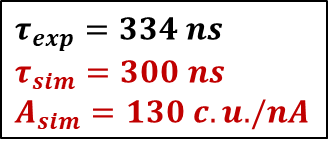 τexp = 334 ns
τsim = 300 ns
Asim = 130 c.u./nA